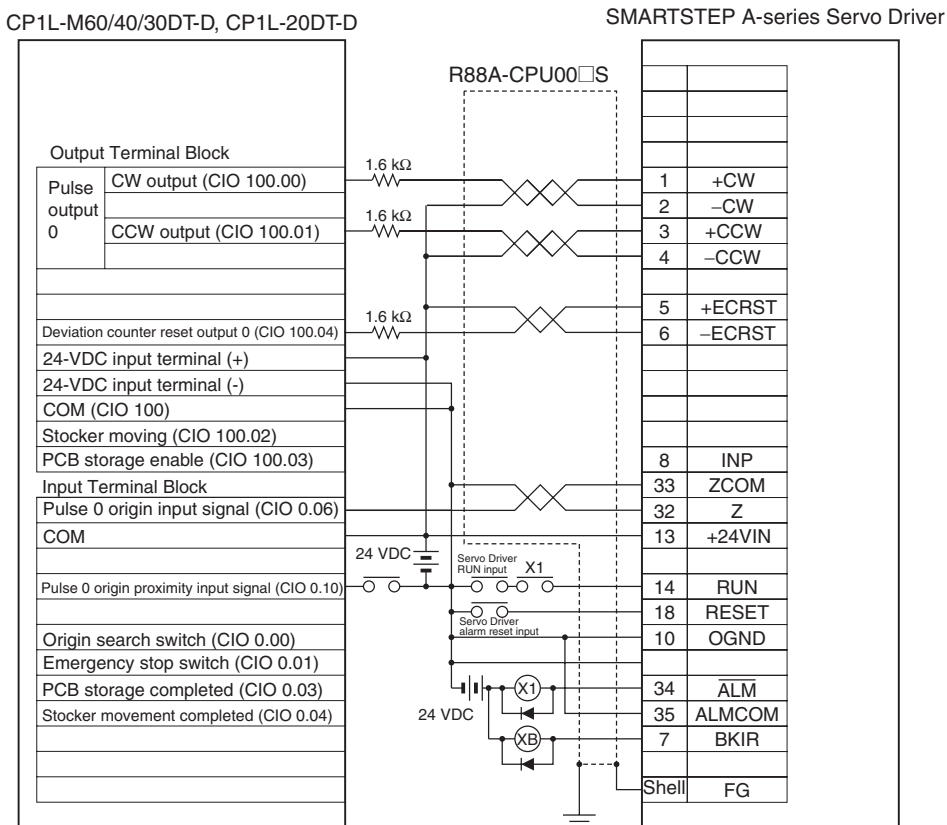 CP1L-M60/40/30DT-D, CP1L-20DT-D
SMARTSTEP A-series Servo Driver
R88A-CPU00□S
Output Terminal Block
Pulse output 0
CW output (CIO 100.00)
1.6 kΩ
1 +CW
2 −CW
CCW output (CIO 100.01)
1.6 kΩ
3 +CCW
4 −CCW
5 +ECRST
Deviation counter reset output 0 (CIO 100.04)
1.6 kΩ
6 −ECRST
24-VDC input terminal (+)
24-VDC input terminal (-)
COM (CIO 100)
Stocker moving (CIO 100.02)
PCB storage enable (CIO 100.03)
8 INP
Input Terminal Block
33 ZCOM
Pulse 0 origin input signal (CIO 0.06)
32 Z
COM
13 +24VIN
24 VDC
Servo Driver
RUN input
X1
Pulse 0 origin proximity input signal (CIO 0.10)
14 RUN
18 RESET
Servo Driver
alarm reset input
Origin search switch (CIO 0.00)
10 OGND
Emergency stop switch (CIO 0.01)
PCB storage completed (CIO 0.03)
X1
34 ALM
Stocker movement completed (CIO 0.04)
24 VDC
35 ALMCOM
XB
7 BKIR
Shell FG